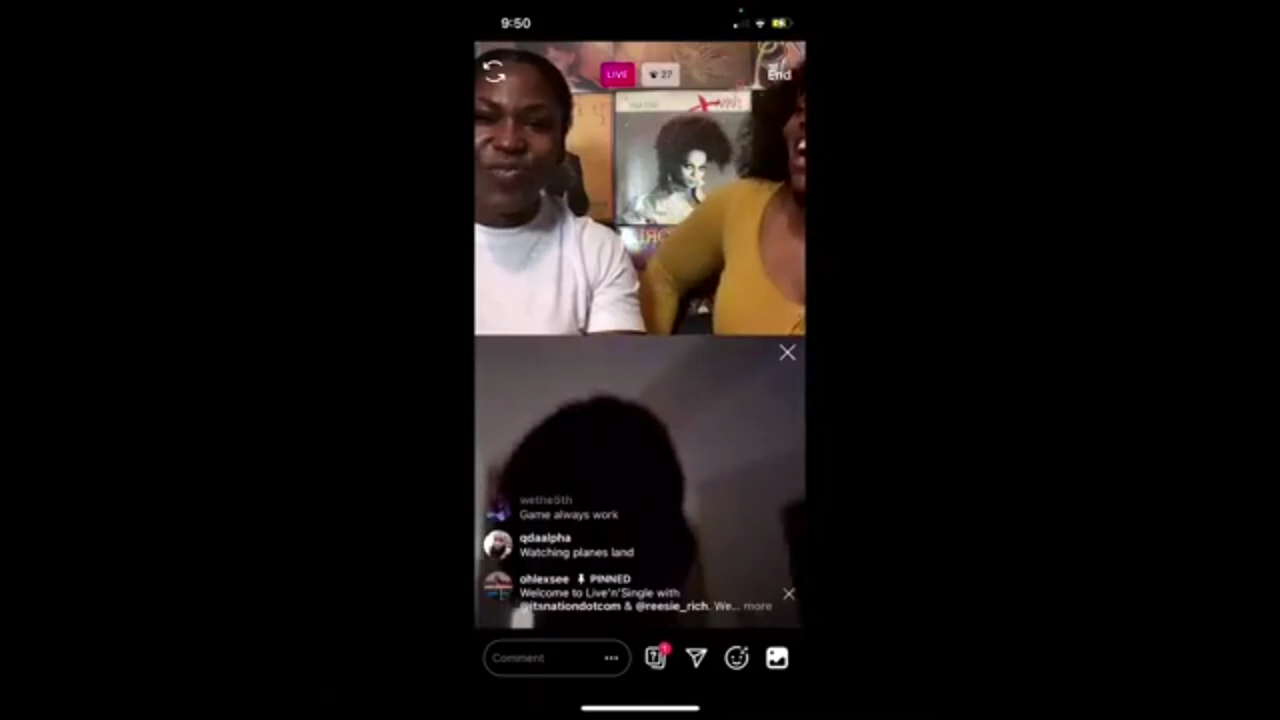 9:50
LIVE
27
End
wethe5th
Game always work
qdaalpha
Watching planes land
ohlexsee PINNED
Welcome to Live'n'Single with
@itsnationdotcom & @reesie_rich. We... more
Comment
?
1